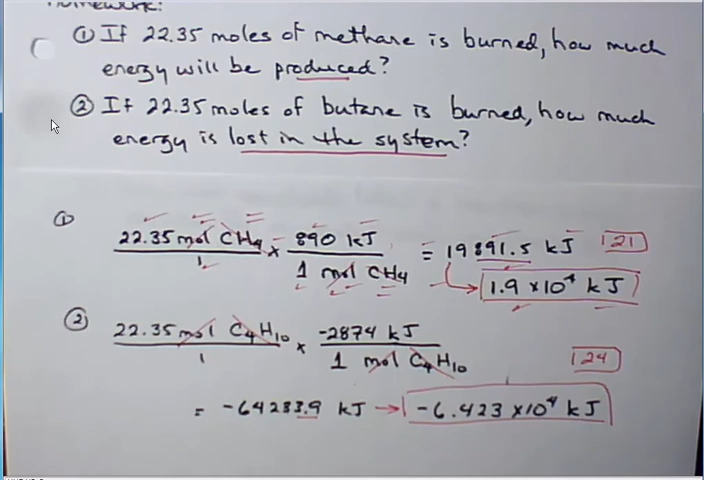 Homework:
① If 22.35 moles of methane is burned, how much
energy will be produced?
② If 22.35 moles of butane is burned, how much
energy is lost in the system?
①
22.35 mol CH₄ / 1 × 890 kJ / 1 mol CH₄ = 19891.5 kJ |21
1.9 × 10⁴ kJ
②
22.35 mol C₄H₁₀ / 1 × -2874 kJ / 1 mol C₄H₁₀
|24
= -64233.9 kJ → -6.423 × 10⁴ kJ